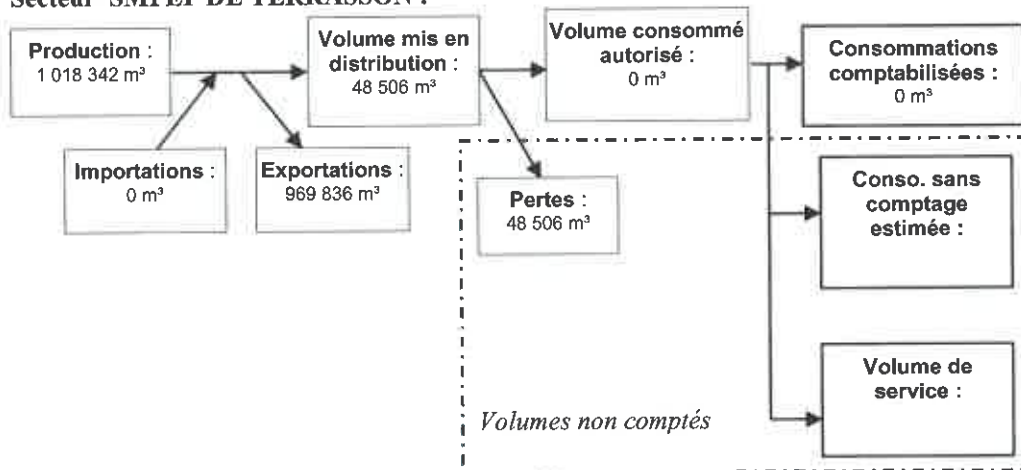 Secteur "SMPEP DE TERRASSON :
Production :
1 018 342 m³
Volume mis en
distribution :
48 506 m³
Volume consommé
autorisé :
0 m³
Consommations
comptabilisées :
0 m³
Importations :
0 m³
Exportations :
969 836 m³
Pertes :
48 506 m³
Conso. sans
comptage
estimée :
Volume de
service :
Volumes non comptés